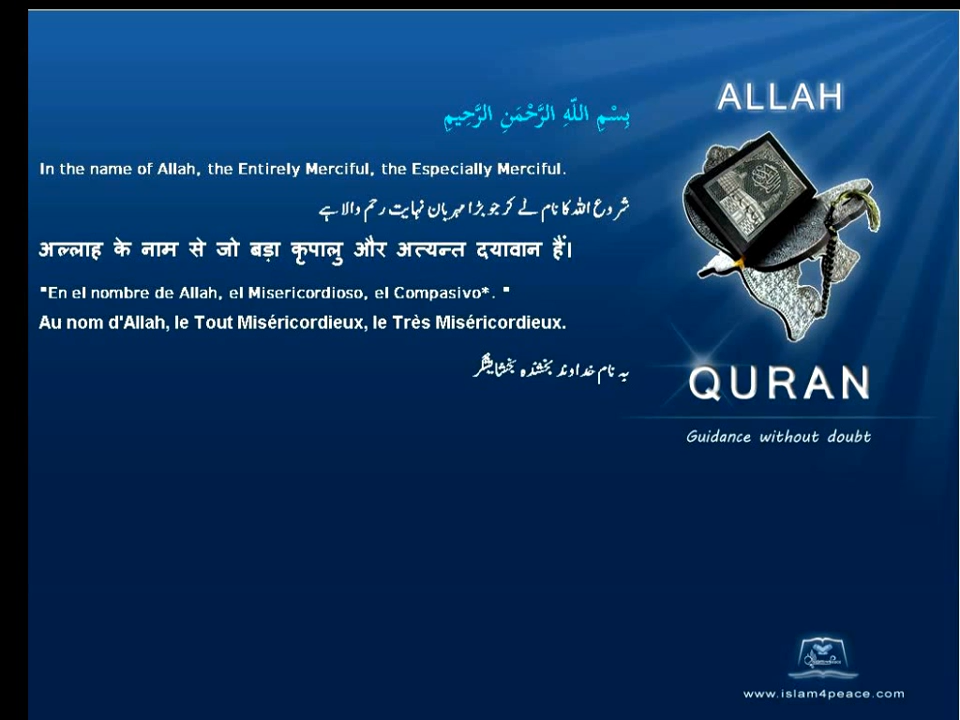 بِسْمِ اللّهِ الرَّحْمَنِ الرَّحِيمِ
In the name of Allah, the Entirely Merciful, the Especially Merciful.
شروع اللہ کا نام لے کر جو بڑا مہربان نہایت رحم والا ہے
अल्लाह के नाम से जो बड़ा कृपालु और अत्यन्त दयावान हैं।
"En el nombre de Allah, el Misericordioso, el Compasivo*. "
Au nom d'Allah, le Tout Miséricordieux, le Très Miséricordieux.
به نام خداوند بخشنده بخشایشگر
ALLAH
QURAN
Guidance without doubt
www.islam4peace.com